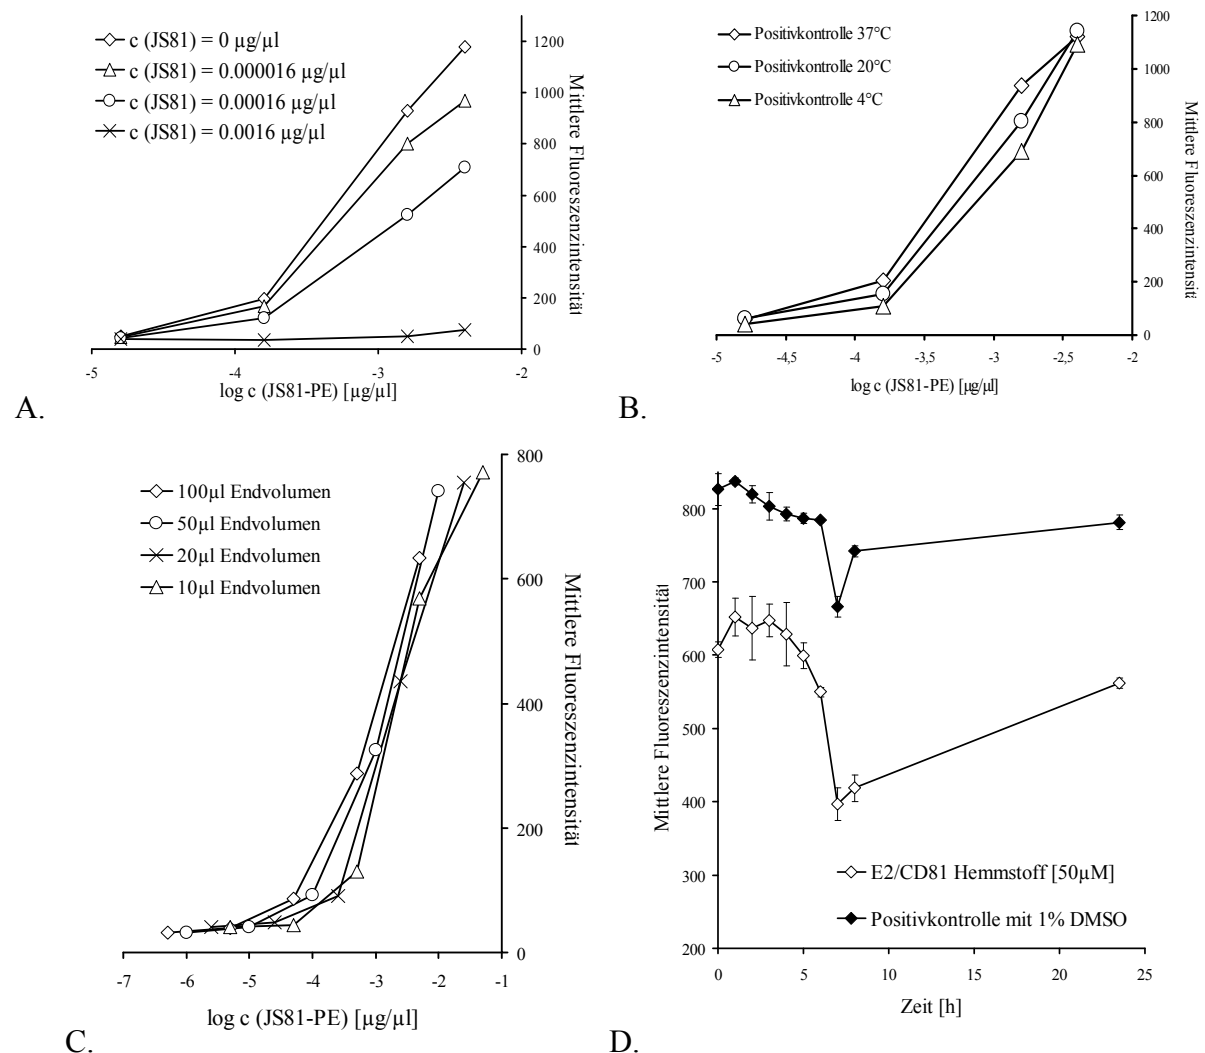 c (JS81) = 0 µg/µl
c (JS81) = 0.000016 µg/µl
c (JS81) = 0.00016 µg/µl
c (JS81) = 0.0016 µg/µl
1200
1000
800
600
400
200
0
Mittlere Fluoreszenzintensität
-5 -4 -3 -2
log c (JS81-PE) [µg/µl]
A.
Positivkontrolle 37°C
Positivkontrolle 20°C
Positivkontrolle 4°C
1200
1000
800
600
400
200
0
Mittlere Fluoreszenzintensitä
-5 -4,5 -4 -3,5 -3 -2,5 -2
log c (JS81-PE) [µg/µl]
B.
100µl Endvolumen
50µl Endvolumen
20µl Endvolumen
10µl Endvolumen
800
600
400
200
0
Mittlere Fluoreszenzintensität
-7 -6 -5 -4 -3 -2 -1
log c (JS81-PE) [µg/µl]
C.
800
700
600
500
400
300
200
Mittlere Fluoreszenzintensität
E2/CD81 Hemmstoff [50µM]
Positivkontrolle mit 1% DMSO
0 5 10 15 20 25
Zeit [h]
D.